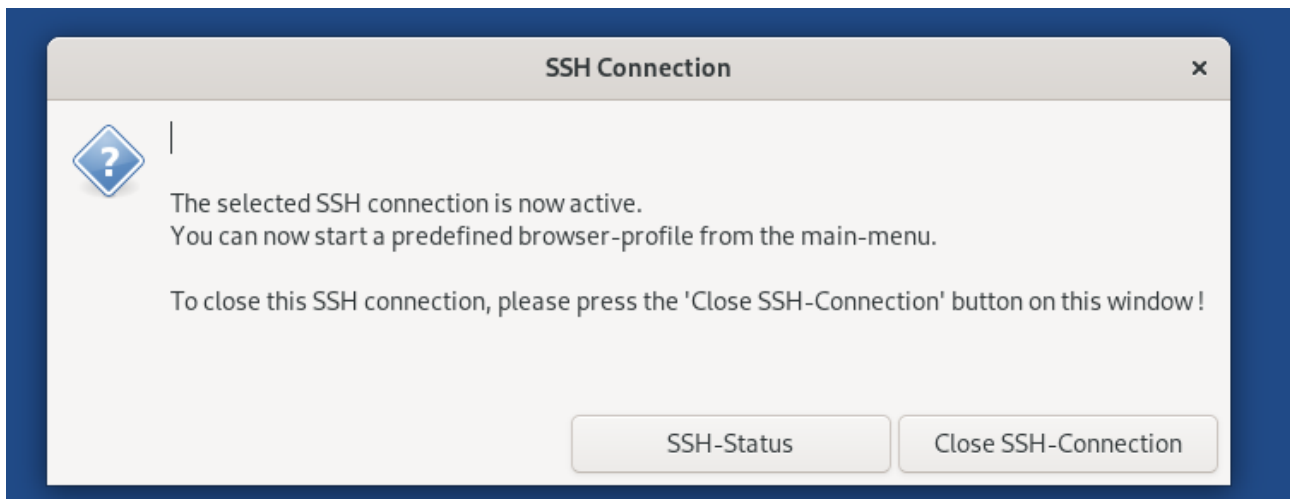 SSH Connection
×
?
The selected SSH connection is now active.
You can now start a predefined browser-profile from the main-menu.
To close this SSH connection, please press the 'Close SSH-Connection' button on this window !
SSH-Status
Close SSH-Connection